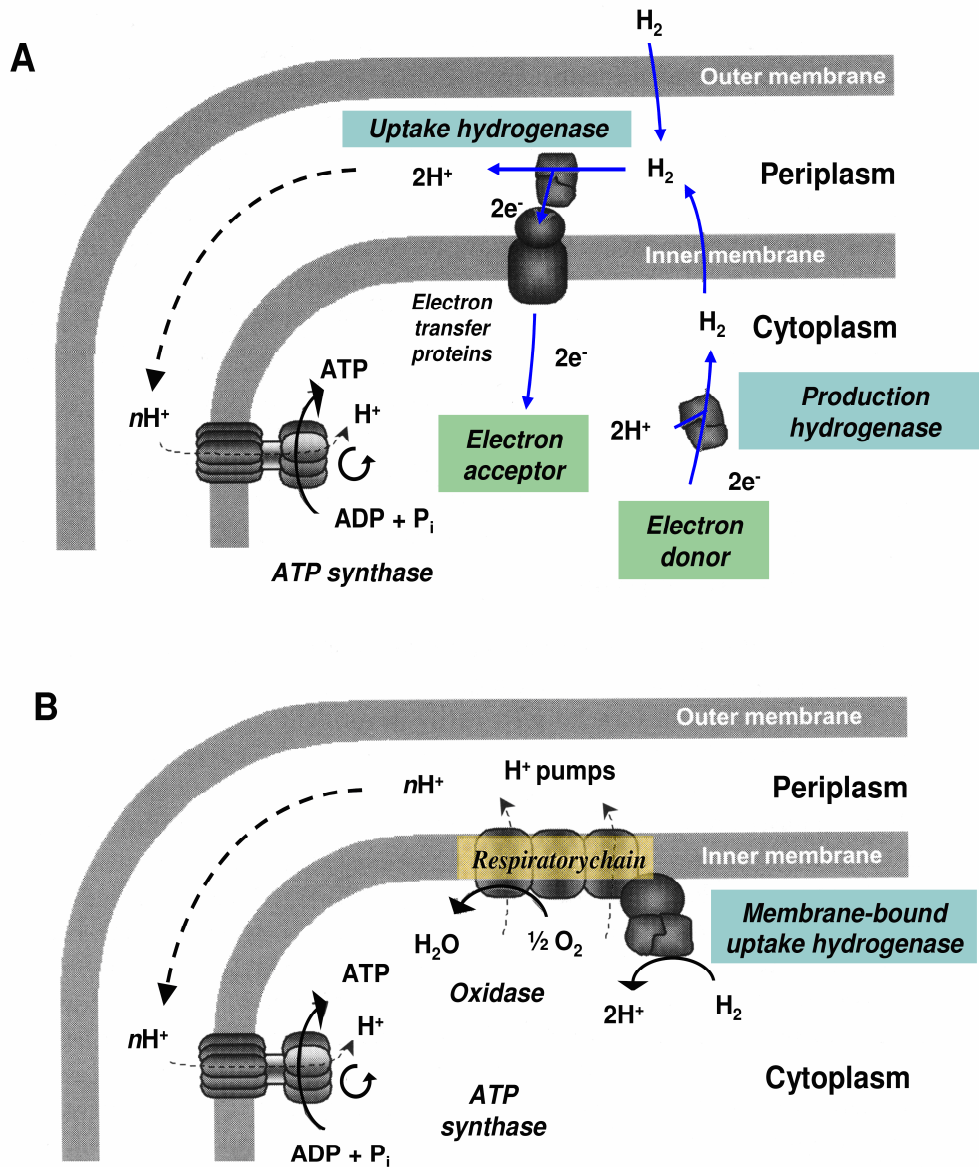 A
H2
Outer membrane
Uptake hydrogenase
2H+
H2
Periplasm
2e-
Inner membrane
Electron
transfer
proteins
H2
Cytoplasm
2e-
ATP
nH+
H+
Production
hydrogenase
2H+
Electron
acceptor
2e-
ADP + Pi
Electron
donor
ATP synthase
B
Outer membrane
H+ pumps
nH+
Periplasm
Respiratorychain
Inner membrane
Membrane-bound
uptake hydrogenase
H2O
½ O2
ATP
Oxidase
2H+
H2
nH+
H+
Cytoplasm
ATP
synthase
ADP + Pi